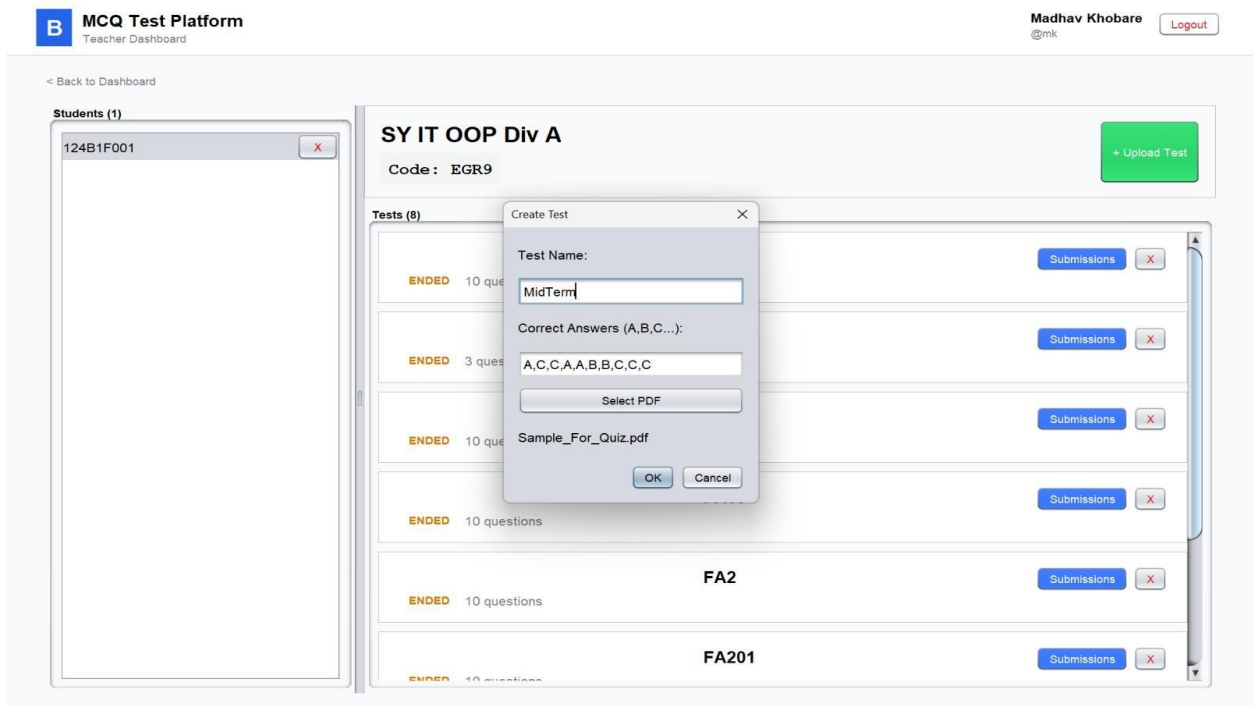 B
MCQ Test Platform
Teacher Dashboard
Madhav Khobare
@mk
Logout
< Back to Dashboard
Students (1)
124B1F001
X
SY IT OOP Div A
Code: EGR9
+ Upload Test
Tests (8)
Create Test
Test Name:
MidTerm
Correct Answers (A,B,C...):
A,C,C,A,A,B,B,C,C,C
Select PDF
Sample_For_Quiz.pdf
OK Cancel
Submissions X
ENDED 10 que
Submissions X
ENDED 3 ques
Submissions X
ENDED 10 que
Submissions X
ENDED 10 questions
FA2
Submissions X
ENDED 10 questions
FA201
Submissions X
ENDED 10 questions